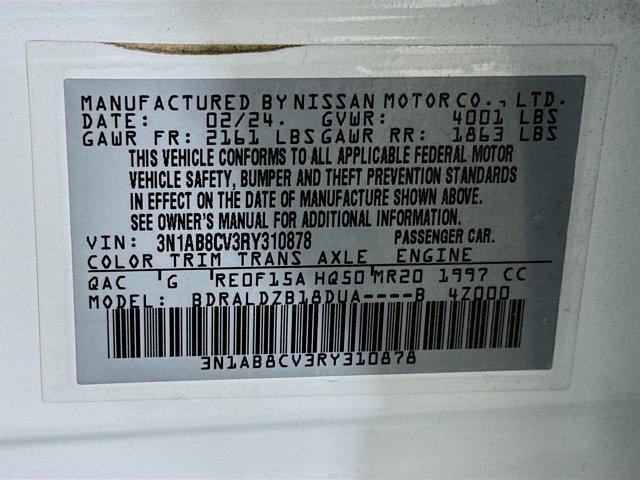 MANUFACTURED BY NISSAN MOTOR CO., LTD.
DATE: 02/24. GVWR: 4001 LBS
GAWR FR: 2161 LBS GAWR RR: 1863 LBS
THIS VEHICLE CONFORMS TO ALL APPLICABLE FEDERAL MOTOR
VEHICLE SAFETY, BUMPER AND THEFT PREVENTION STANDARDS
IN EFFECT ON THE DATE OF MANUFACTURE SHOWN ABOVE.
SEE OWNER'S MANUAL FOR ADDITIONAL INFORMATION.
VIN: 3N1AB8CV3RY310878 PASSENGER CAR.
COLOR TRIM TRANS AXLE ENGINE
QAC G RE0F15A HQ50 MR20 1997 CC
MODEL: BDRALDZB18DUA----B 4Z000
3N1AB8CV3RY310878